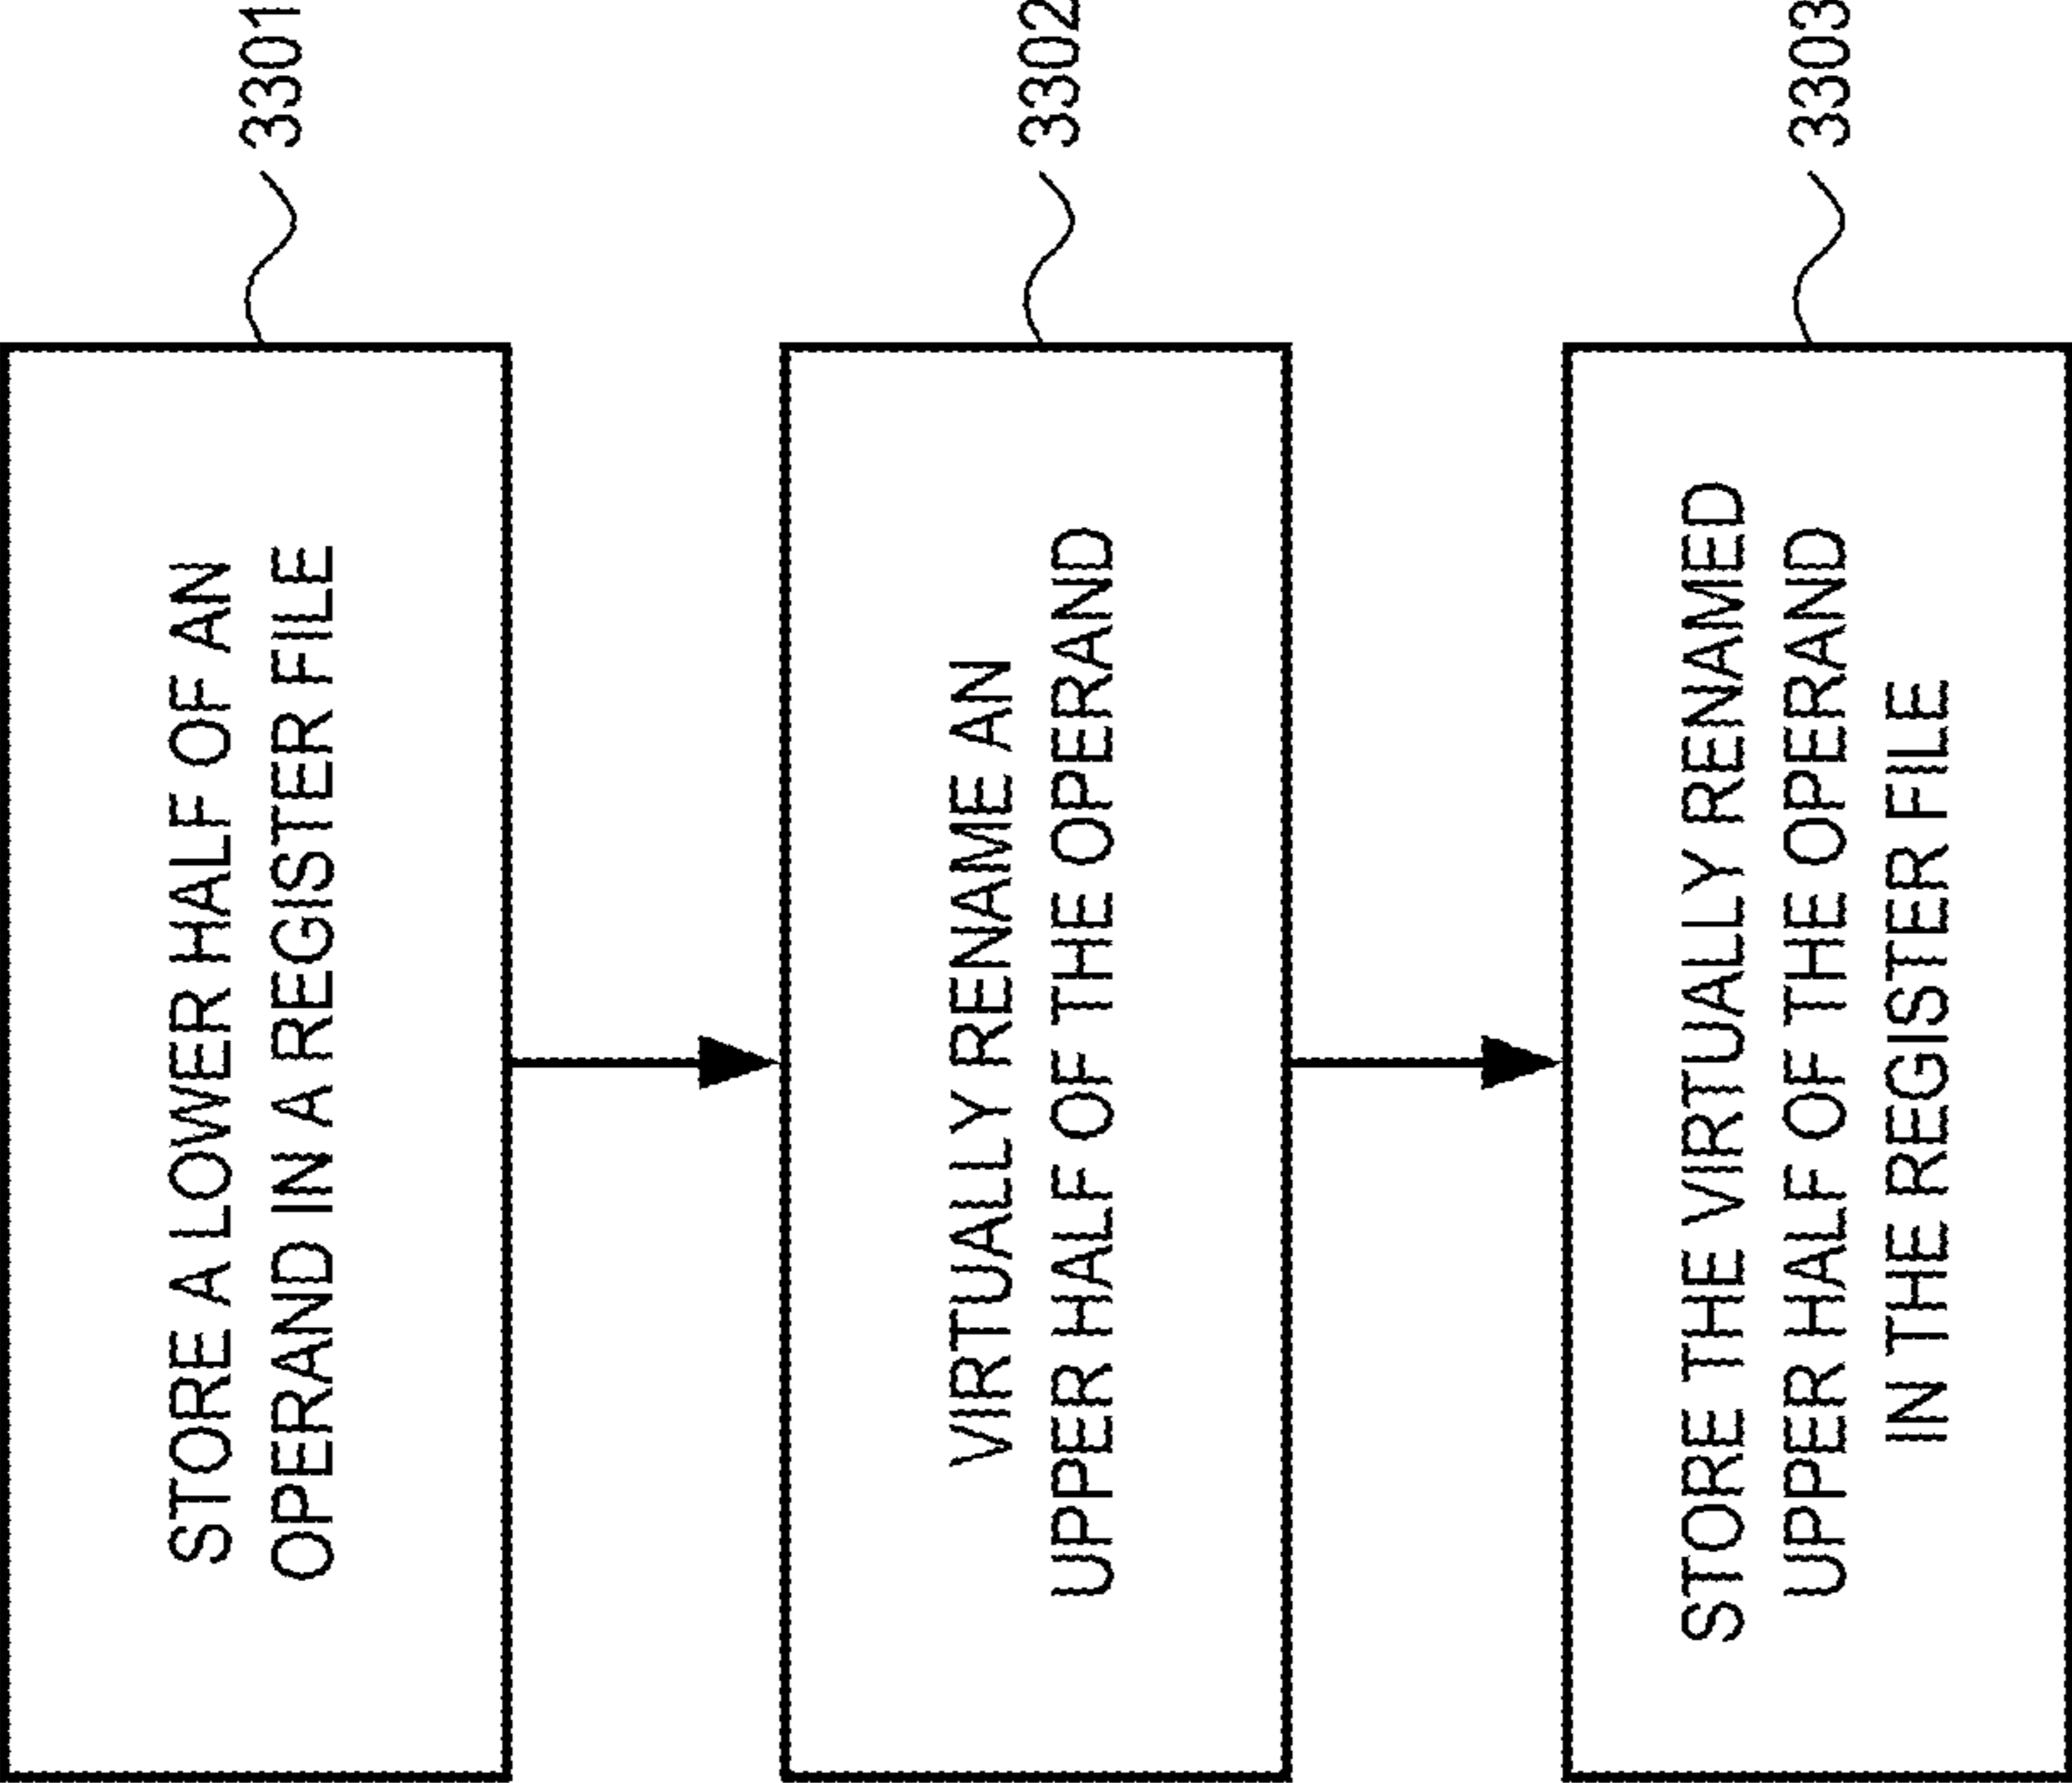 STORE A LOWER HALF OF AN
OPERAND IN A REGISTER FILE
3301
VIRTUALLY RENAME AN
UPPER HALF OF THE OPERAND
3302
STORE THE VIRTUALLY RENAMED
UPPER HALF OF THE OPERAND
IN THE REGISTER FILE
3303